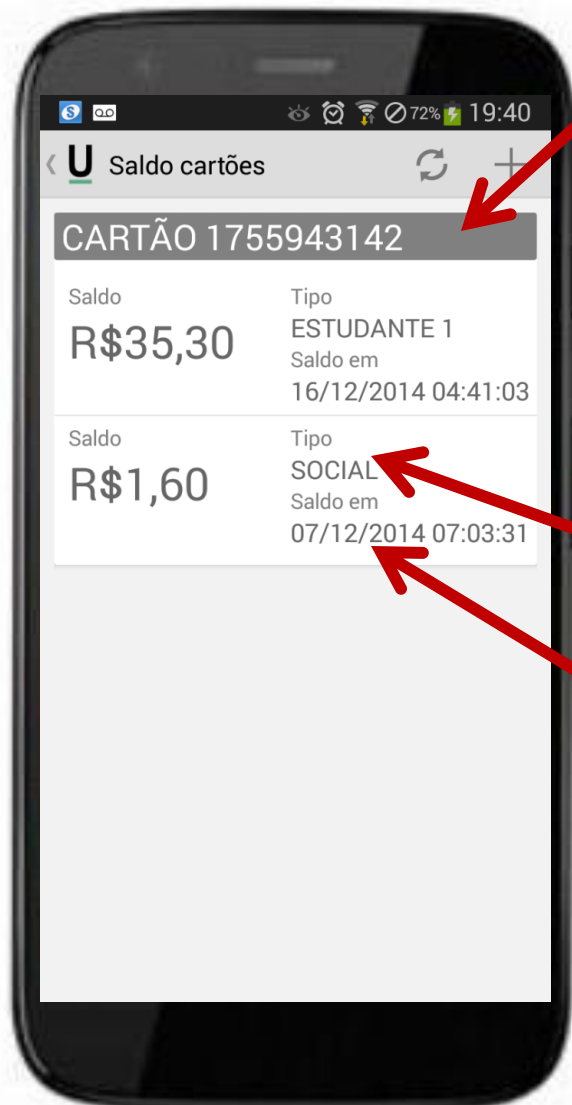 72% 19:40
U Saldo cartões
CARTÃO 1755943142
Saldo Tipo
R$35,30 ESTUDANTE 1
Saldo em
16/12/2014 04:41:03
Saldo Tipo
R$1,60 SOCIAL
Saldo em
07/12/2014 07:03:31